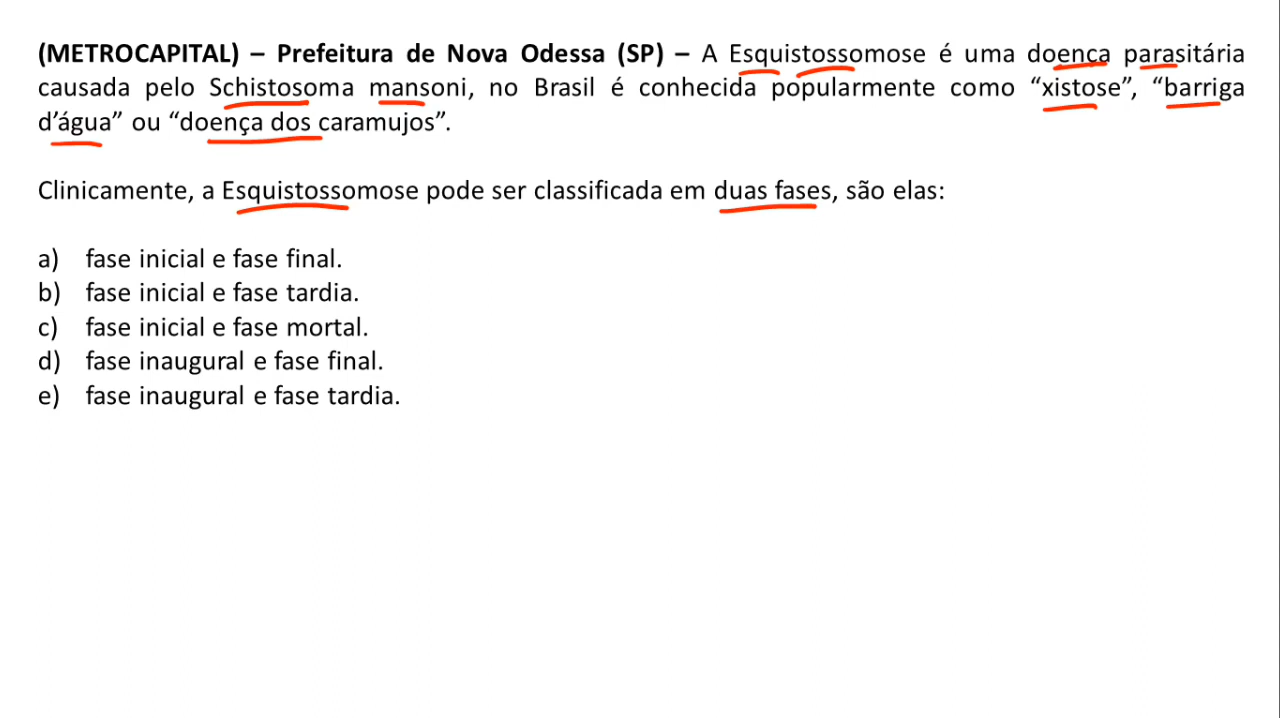 (METROCAPITAL) – Prefeitura de Nova Odessa (SP) – A Esquistossomose é uma doença parasitária
causada pelo Schistosoma mansoni, no Brasil é conhecida popularmente como “xistose”, “barriga
d’água” ou “doença dos caramujos”.
Clinicamente, a Esquistossomose pode ser classificada em duas fases, são elas:
a) fase inicial e fase final.
b) fase inicial e fase tardia.
c) fase inicial e fase mortal.
d) fase inaugural e fase final.
e) fase inaugural e fase tardia.